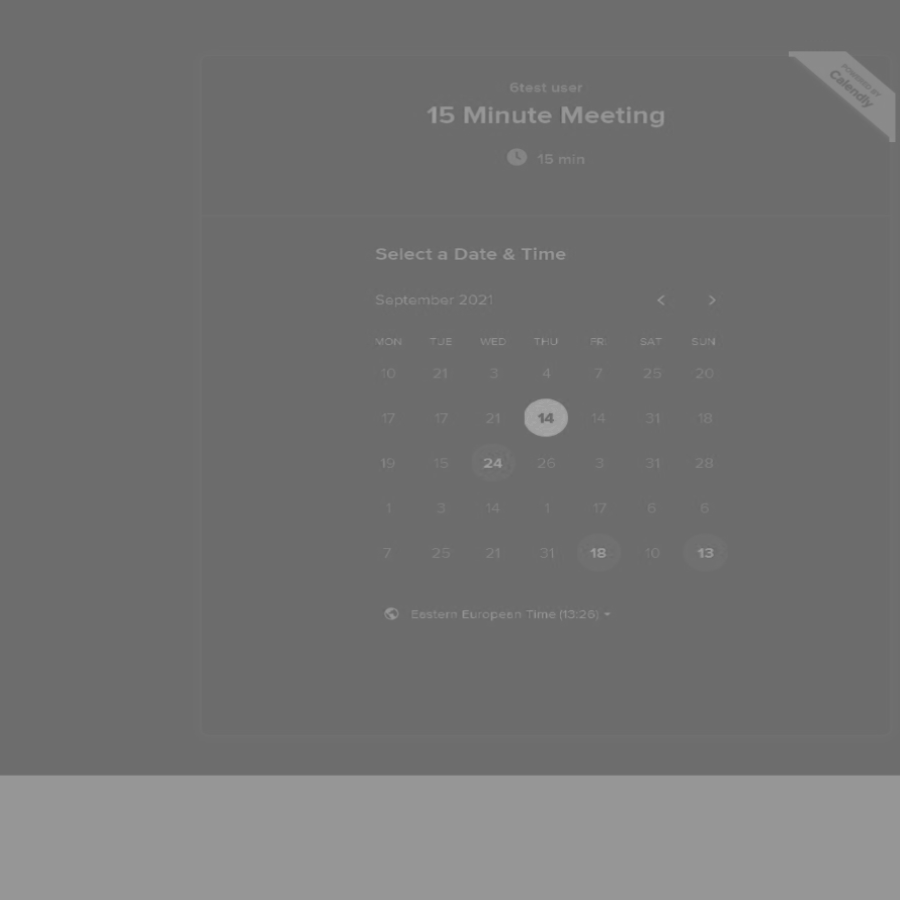 POWERED BY
Calendly
6test user
15 Minute Meeting
15 min
Select a Date & Time
September 2021
MON TUE WED THU FRI SAT SUN
10 21 3 4 7 25 20
17 17 21 14 14 31 18
19 15 24 26 3 31 28
1 3 14 1 17 6 6
7 25 21 31 18 10 13
Eestern Europeen Time (13:26)